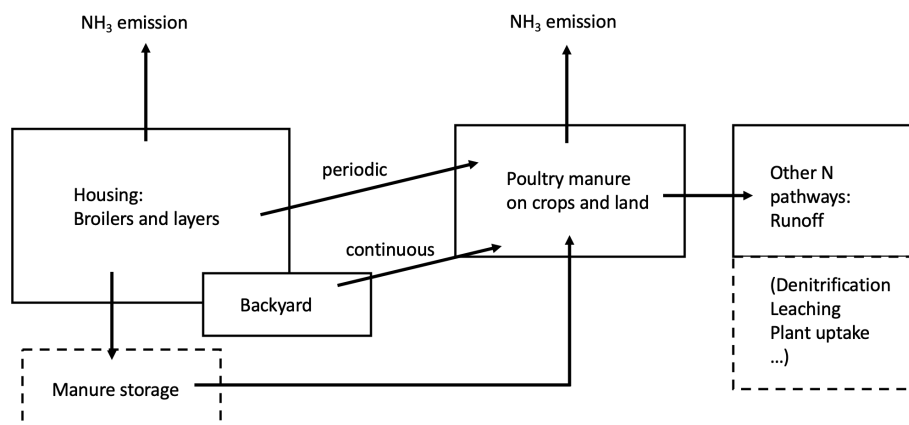 NH₃ emission
NH₃ emission
Housing:
Broilers and layers
periodic
continuous
Backyard
Manure storage
Poultry manure
on crops and land
Other N
pathways:
Runoff
(Denitrification
Leaching
Plant uptake
...)